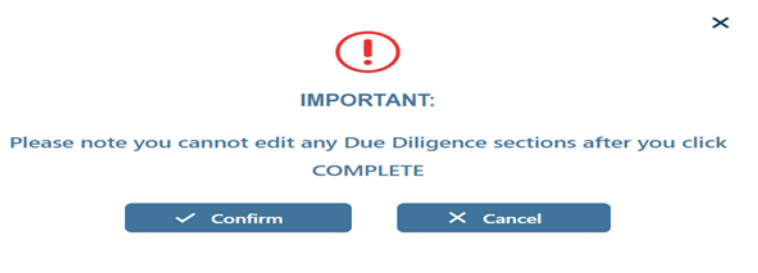 IMPORTANT:
Please note you cannot edit any Due Diligence sections after you click
COMPLETE
Confirm
Cancel